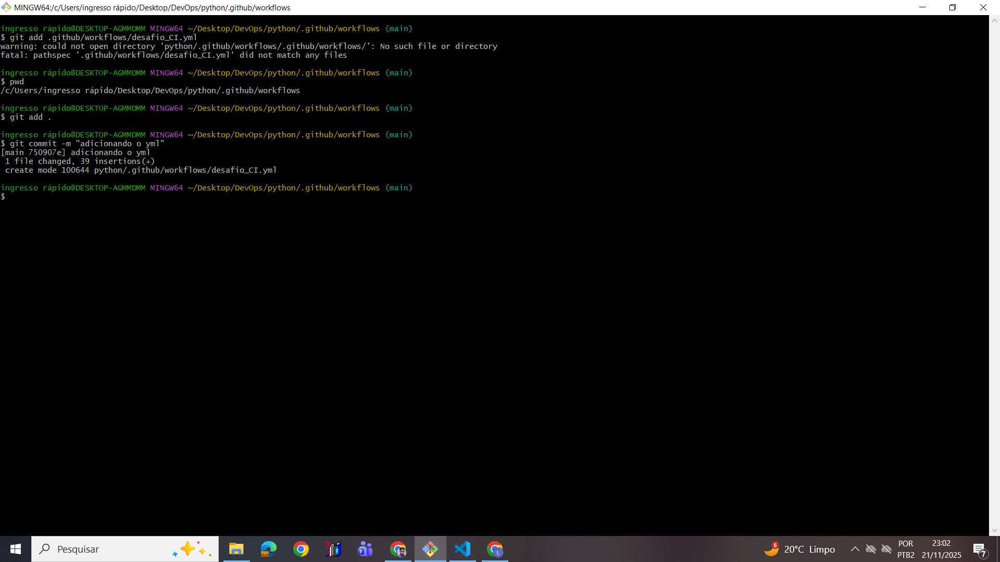 MINGW64:/c/Users/ingresso rápido/Desktop/DevOps/python/.github/workflows
ingresso rápido@DESKTOP-AGMMDMM MINGW64 ~/Desktop/DevOps/python/.github/workflows (main)
$ git add .github/workflows/desafio_CI.yml
warning: could not open directory 'python/.github/workflows/.github/workflows/': No such file or directory
fatal: pathspec '.github/workflows/desafio_CI.yml' did not match any files
ingresso rápido@DESKTOP-AGMMDMM MINGW64 ~/Desktop/DevOps/python/.github/workflows (main)
$ pwd
/c/Users/ingresso rápido/Desktop/DevOps/python/.github/workflows
ingresso rápido@DESKTOP-AGMMDMM MINGW64 ~/Desktop/DevOps/python/.github/workflows (main)
$ git add .
ingresso rápido@DESKTOP-AGMMDMM MINGW64 ~/Desktop/DevOps/python/.github/workflows (main)
$ git commit -m "adicionando o yml"
[main 750907e] adicionando o yml
1 file changed, 39 insertions(+)
create mode 100644 python/.github/workflows/desafio_CI.yml
ingresso rápido@DESKTOP-AGMMDMM MINGW64 ~/Desktop/DevOps/python/.github/workflows (main)
$
Pesquisar
T
L
6
20°C Limpo
POR
PTB2
23:02
21/11/2025
7